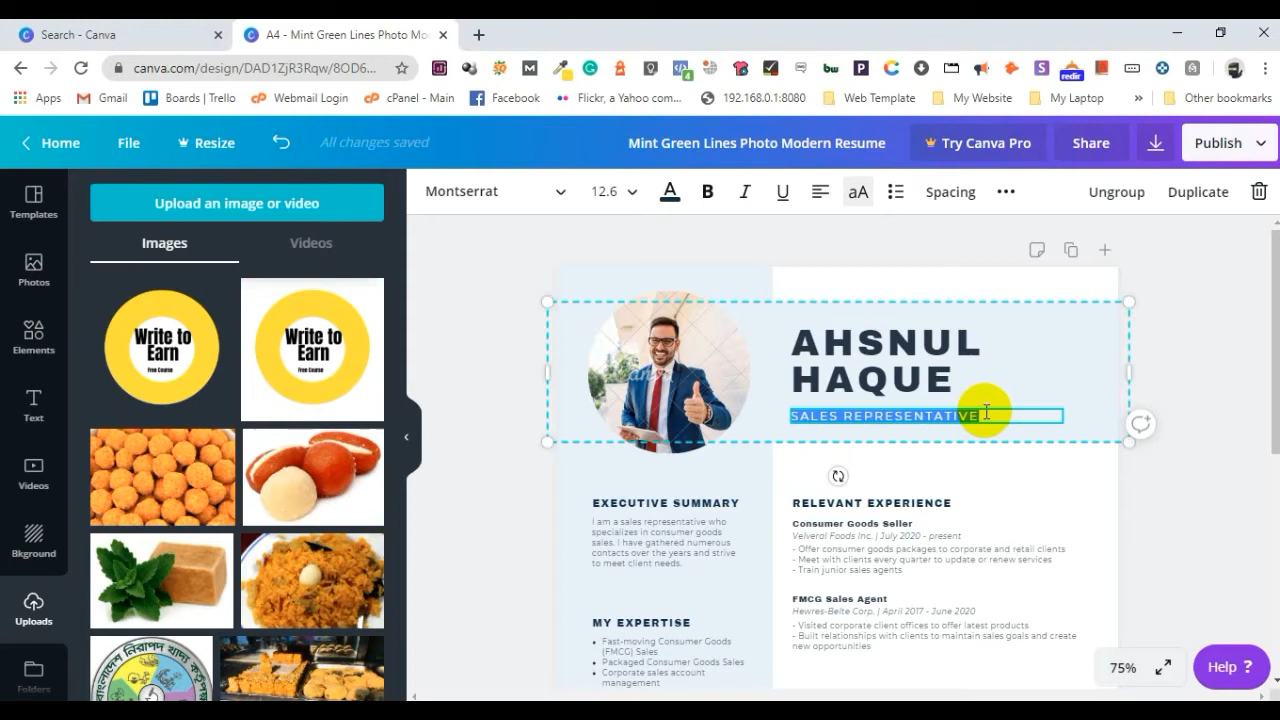 Search - Canva
A4 - Mint Green Lines Photo Mo
canva.com/design/DAD1ZjR3Rqw/8OD6...
4
redir
Apps
Gmail
Boards | Trello
Webmail Login
cPanel - Main
Facebook
Flickr, a Yahoo com...
192.168.0.1:8080
Web Template
My Website
My Laptop
»
Other bookmarks
Home
File
Resize
All changes saved
Mint Green Lines Photo Modern Resume
Try Canva Pro
Share
Publish
Templates
Photos
Elements
Text
Videos
Bkground
Uploads
Folders
Upload an image or video
Images
Videos
Write to
Earn
Free Course
Write to
Earn
Free Course
Montserrat
12.6
A
B
I
U
aA
Spacing
Ungroup
Duplicate
AHSNUL
HAQUE
SALES REPRESENTATIVE
EXECUTIVE SUMMARY
I am a sales representative who
specializes in consumer goods
sales. I have gathered numerous
contacts over the years and strive
to meet client needs.
MY EXPERTISE
• Fast-moving Consumer Goods
(FMCG) Sales
• Packaged Consumer Goods Sales
• Corporate sales account
management
RELEVANT EXPERIENCE
Consumer Goods Seller
Velveral Foods Inc. | July 2020 - present
- Offer consumer goods packages to corporate and retail clients
- Meet with clients every quarter to update or renew services
- Train junior sales agents
FMCG Sales Agent
Hewres-Belte Corp. | April 2017 - June 2020
- Visited corporate client offices to offer latest products
- Built relationships with clients to maintain sales goals and create
new opportunities
75%
Help ?